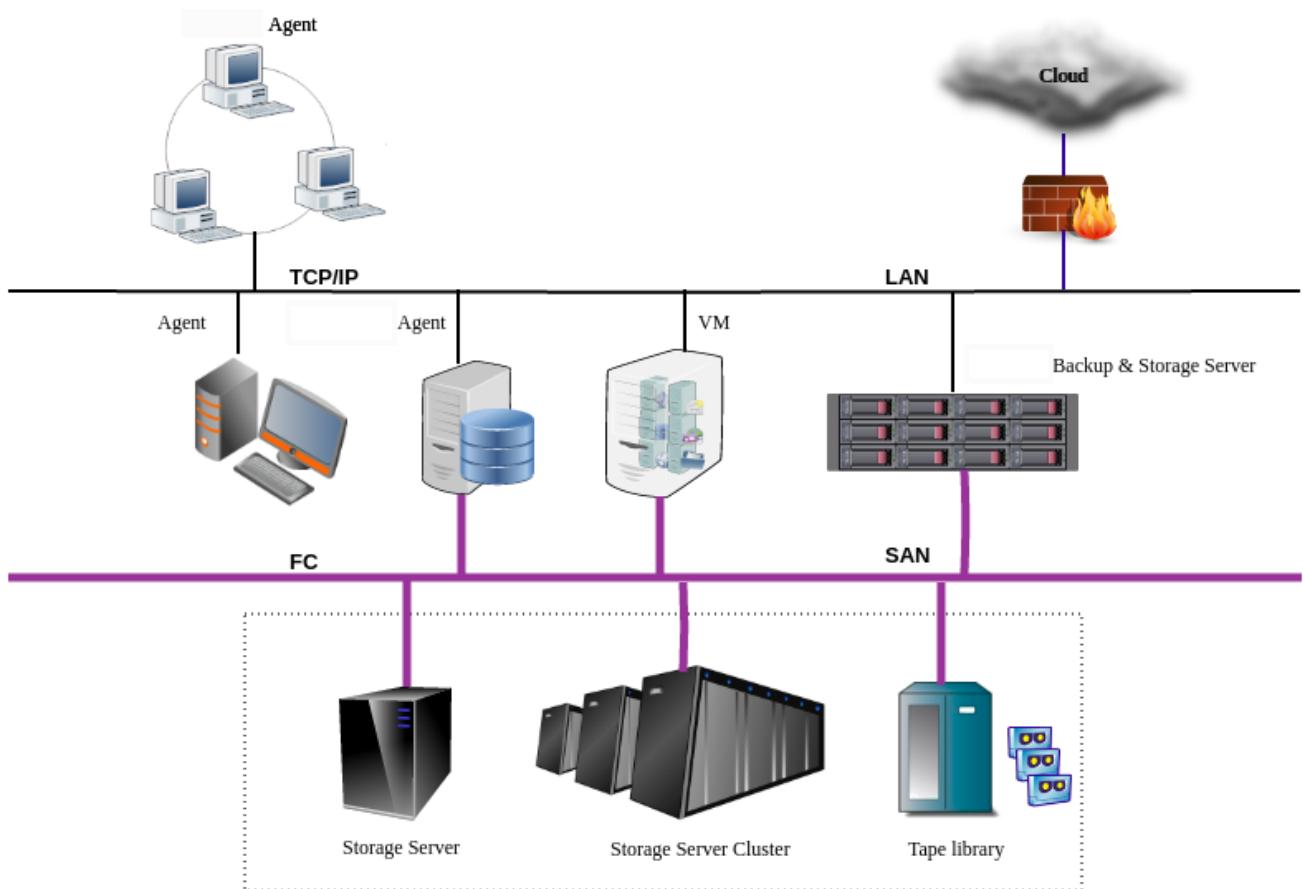 Agent
Cloud
TCP/IP
LAN
Agent
Agent
VM
Backup & Storage Server
FC
SAN
Storage Server
Storage Server Cluster
Tape library